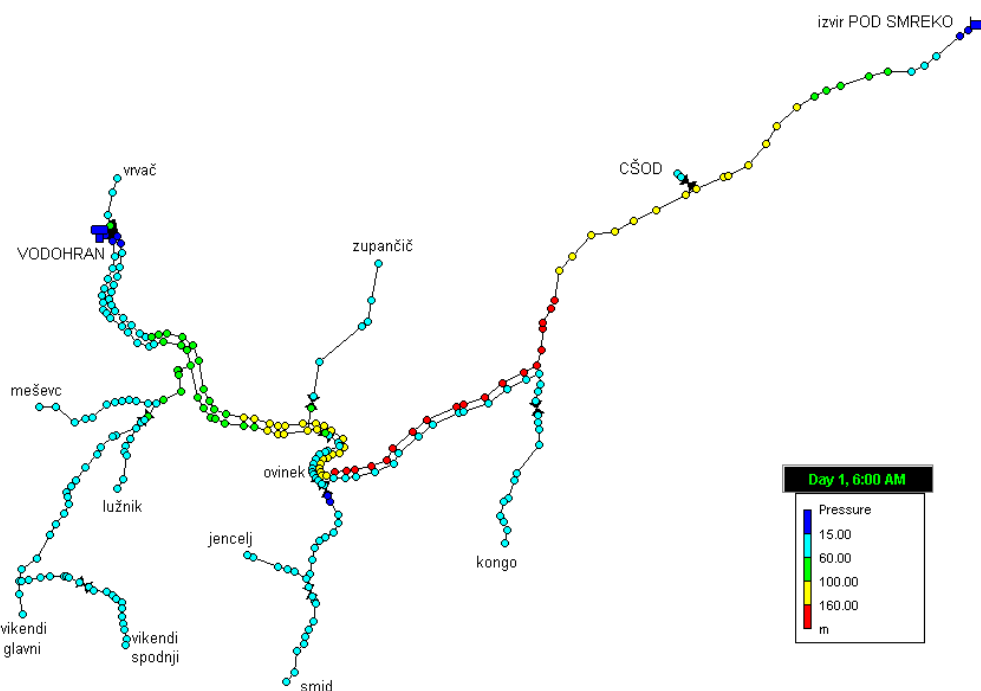 izvir POD SMREKO
CŠOD
vrvač
zupančič
VODOHRAN
meševc
ovinek
lužnik
jencelj
kongo
vikendi
glavni
vikendi
spodnji
smid
Day 1, 6:00 AM
Pressure
15.00
60.00
100.00
160.00
m